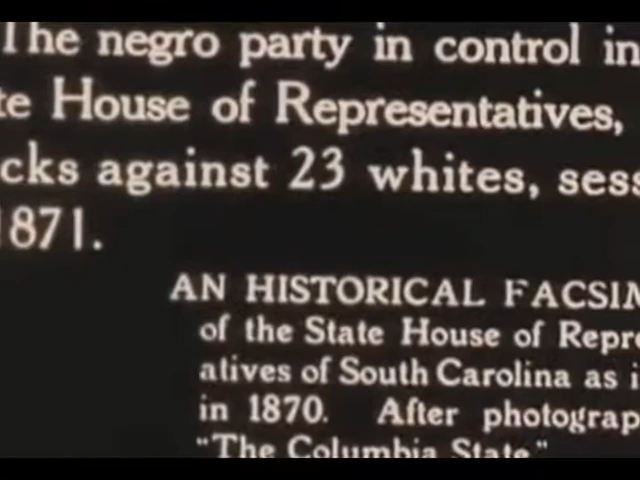 The negro party in control in
te House of Representatives,
cks against 23 whites, sess
1871.
AN HISTORICAL FACSIM
of the State House of Repre
atives of South Carolina as i
in 1870. After photograp
"The Columbia State."